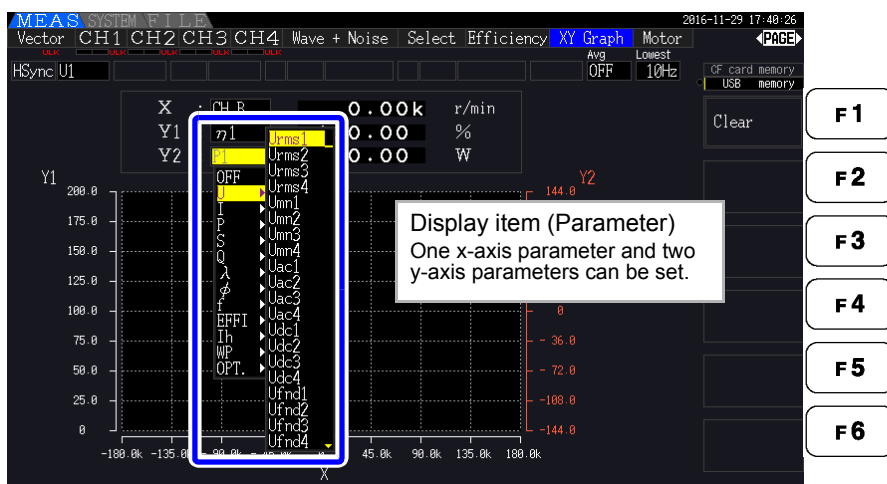 MEAS SYSTEM FILE 2016-11-29 17:40:26
Vector CH1 CH2 CH3 CH4 Wave + Noise Select Efficiency XY Graph Motor PAGE
Avg Lowest
HSync U1 OFF 10Hz
CF card memory
USB memory
X : CH B 0.00k r/min
Y1 η1 0.00 %
Y2 P1 0.00 W
Clear
F1
F2
F3
F4
F5
F6
OFF
U
I
P
S
Q
λ
ϕ
f
EFFI
Ih
WP
OPT.
Urms1
Urms2
Urms3
Urms4
Umn1
Umn2
Umn3
Umn4
Uac1
Uac2
Uac3
Uac4
Udc1
Udc2
Udc3
Udc4
Ufnd1
Ufnd2
Ufnd3
Ufnd4
Display item (Parameter)
One x-axis parameter and two
y-axis parameters can be set.
Y1
200.0
175.0
150.0
125.0
100.0
75.0
50.0
25.0
0
Y2
144.0
0
- 36.0
- 72.0
-108.0
-144.0
-180.0k 45.0k 90.0k 135.0k 180.0k
X